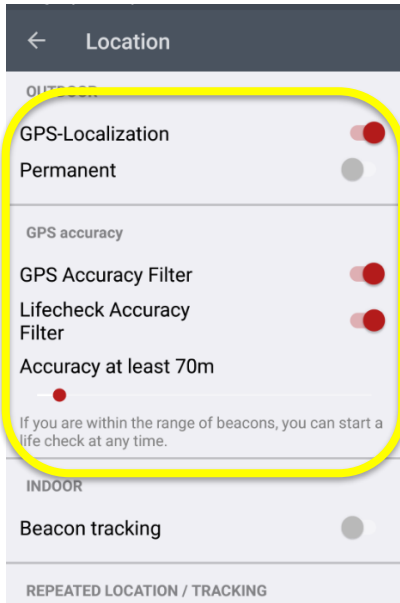 Location
OUTDOOR
GPS-Localization
Permanent
GPS accuracy
GPS Accuracy Filter
Lifecheck Accuracy
Filter
Accuracy at least 70m
If you are within the range of beacons, you can start a
life check at any time.
INDOOR
Beacon tracking
REPEATED LOCATION / TRACKING